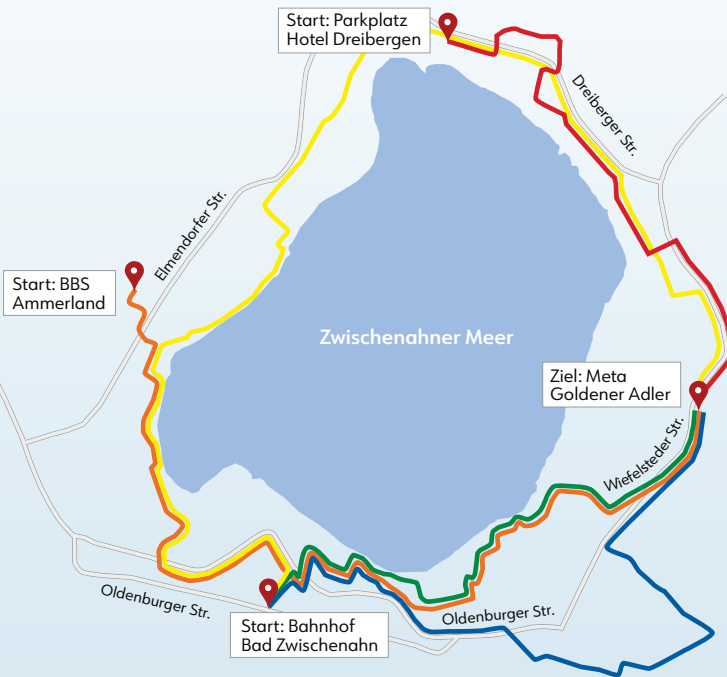 Start: Parkplatz
Hotel Dreibergen
Dreiberger Str.
Elmendorfer Str.
Start: BBS
Ammerland
Zwischenahner Meer
Ziel: Meta
Goldener Adler
Wiefelsteder Str.
Oldenburger Str.
Oldenburger Str.
Start: Bahnhof
Bad Zwischenahn